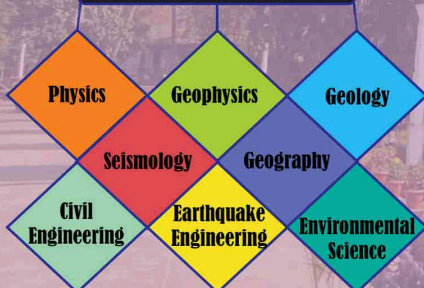 Physics
Geophysics
Geology
Seismology
Geography
Civil
Engineering
Earthquake
Engineering
Environmental
Science